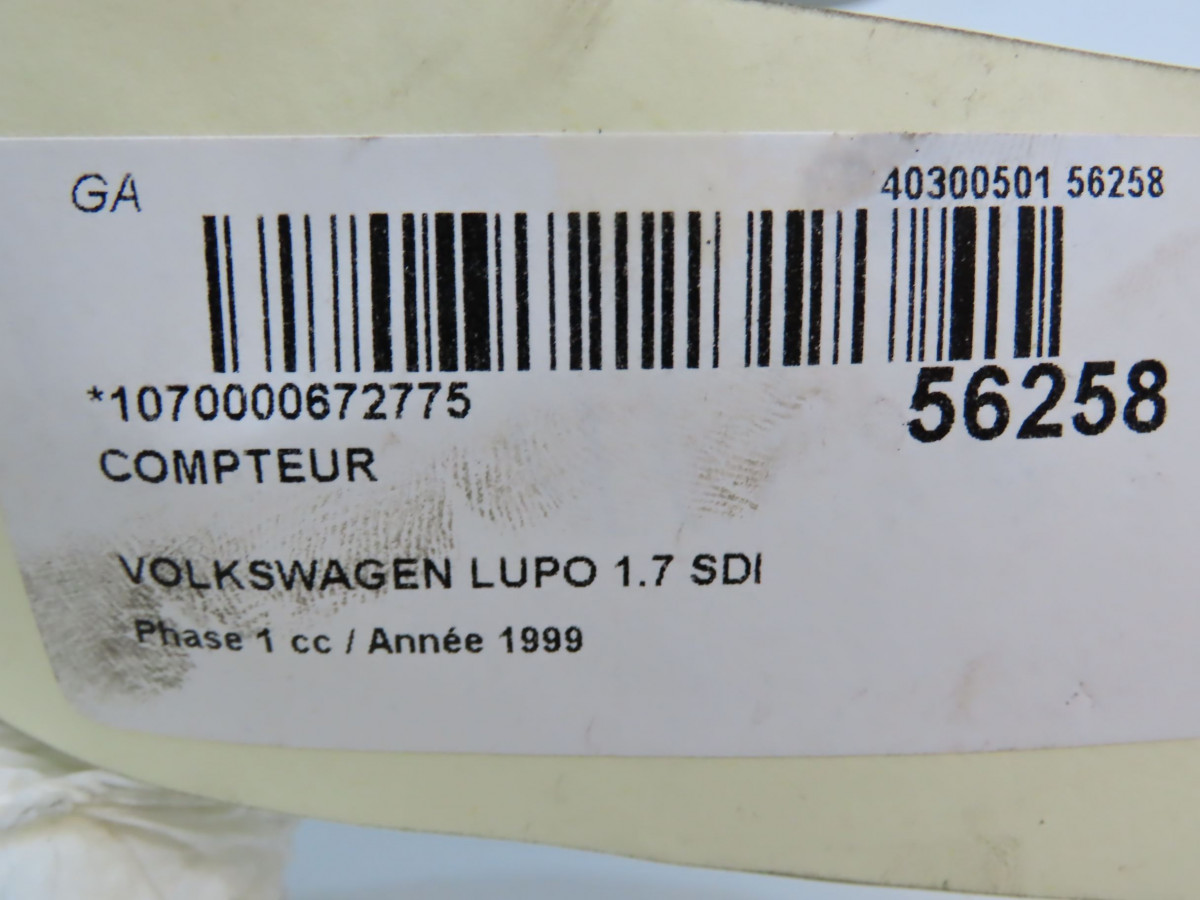 GA
40300501 56258
*1070000672775
56258
COMPTEUR
VOLKSWAGEN LUPO 1.7 SDI
Phase 1 cc / Année 1999